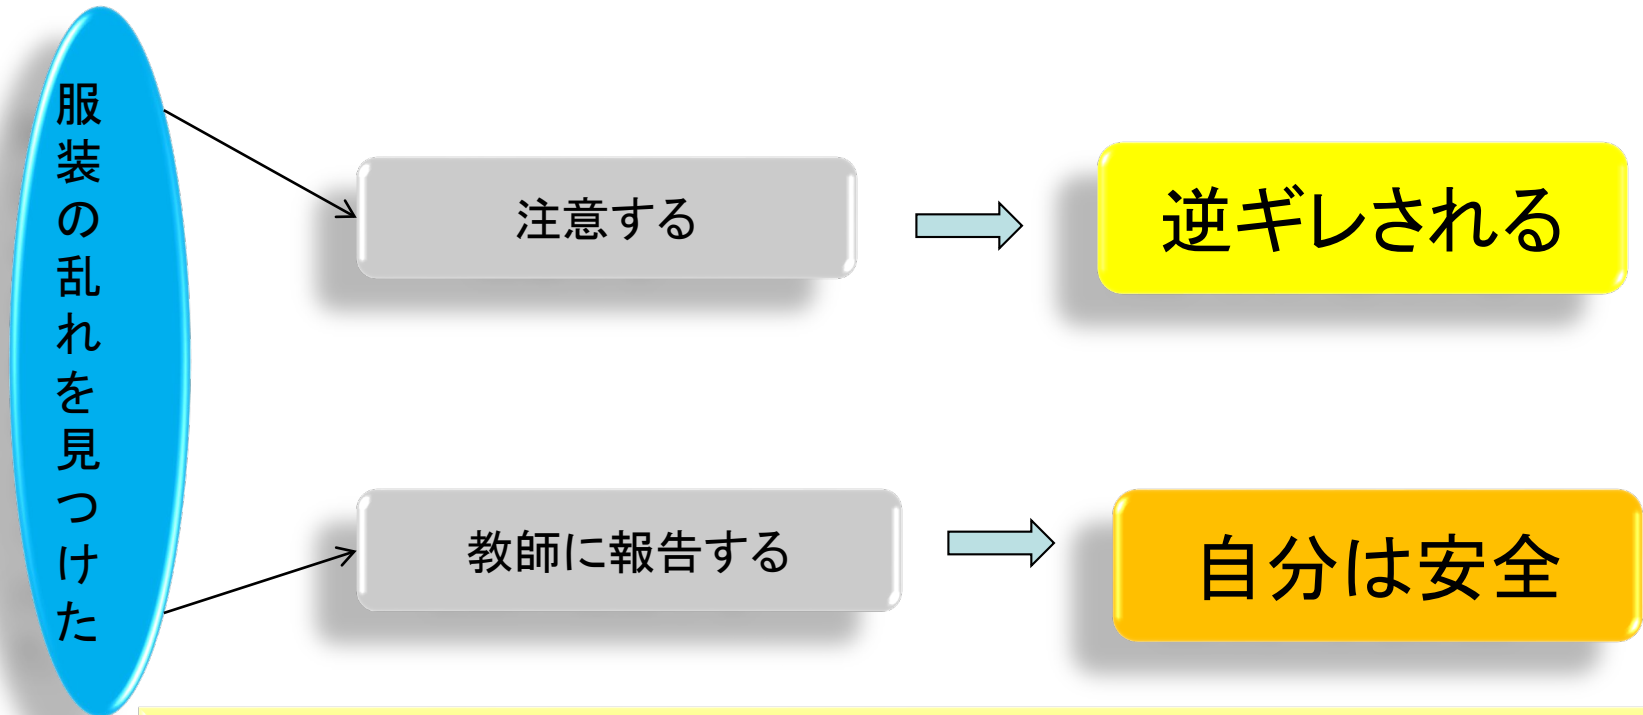 服装の乱れを見つけた
注意する
逆ギレされる
教師に報告する
自分は安全